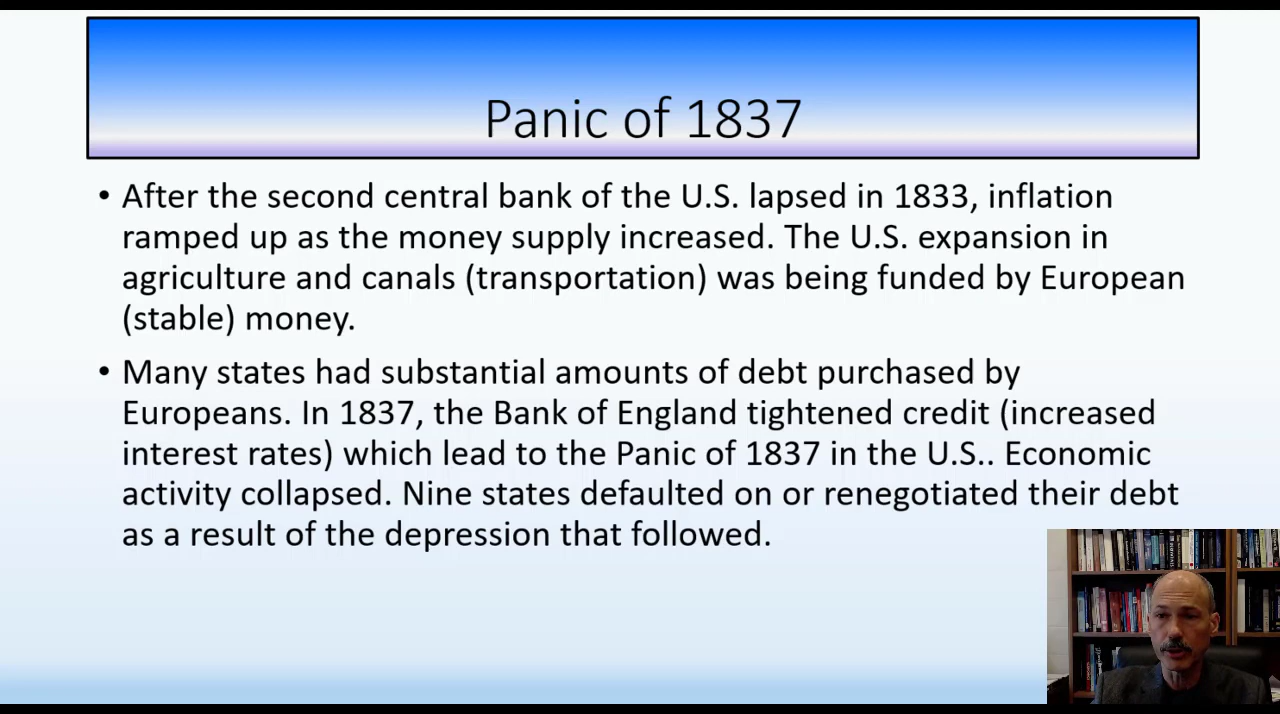 Panic of 1837
• After the second central bank of the U.S. lapsed in 1833, inflation
ramped up as the money supply increased. The U.S. expansion in
agriculture and canals (transportation) was being funded by European
(stable) money.
• Many states had substantial amounts of debt purchased by
Europeans. In 1837, the Bank of England tightened credit (increased
interest rates) which lead to the Panic of 1837 in the U.S.. Economic
activity collapsed. Nine states defaulted on or renegotiated their debt
as a result of the depression that followed.